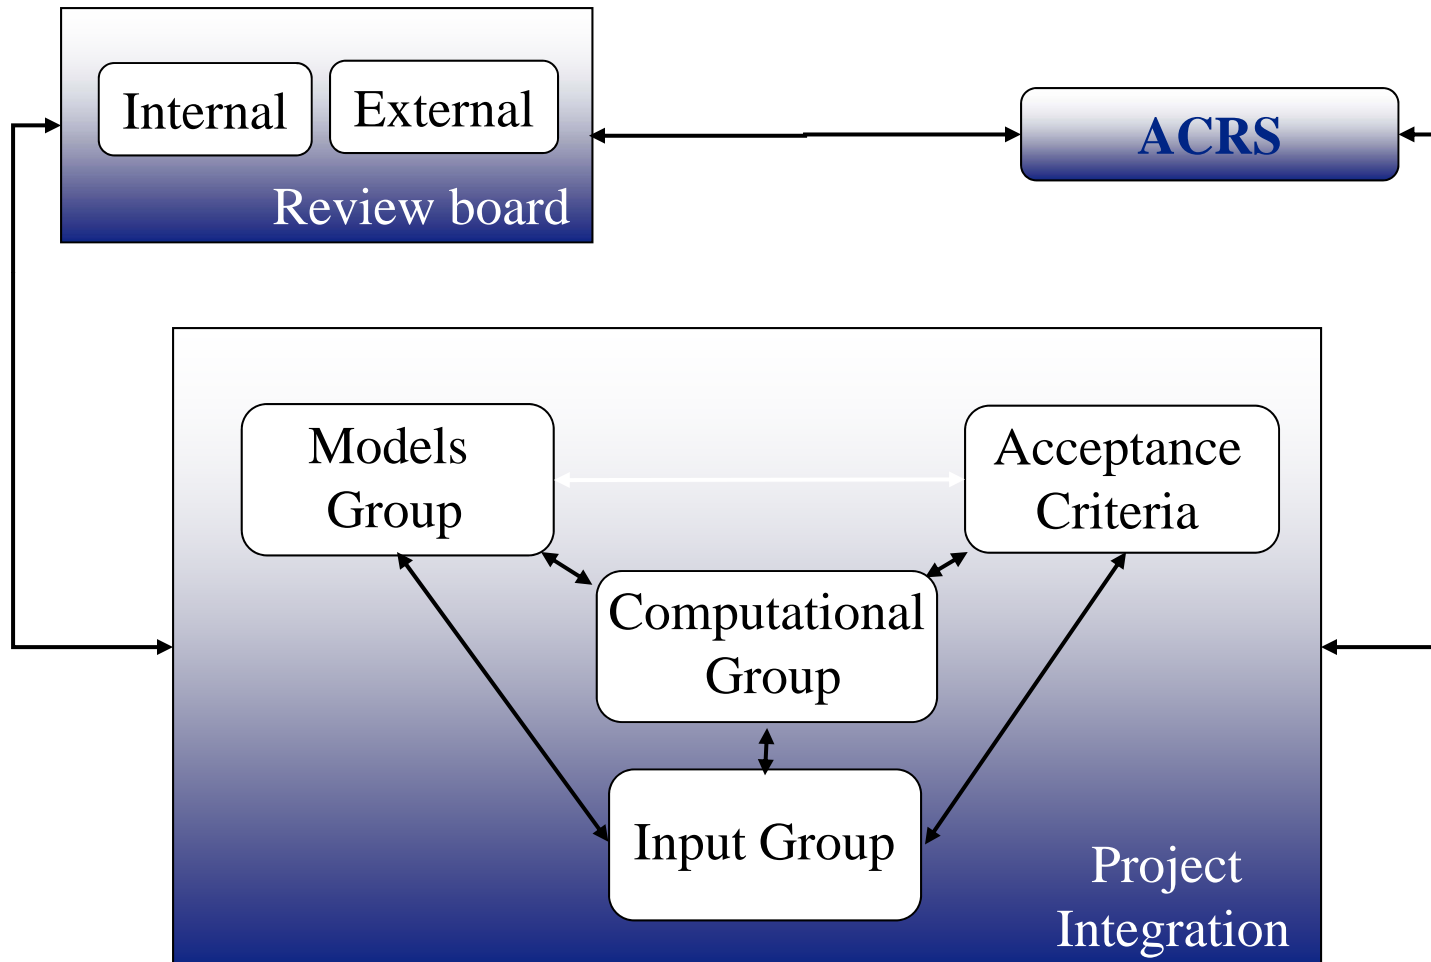 Internal
External
Review board
ACRS
Models
Group
Acceptance
Criteria
Computational
Group
Input Group
Project
Integration